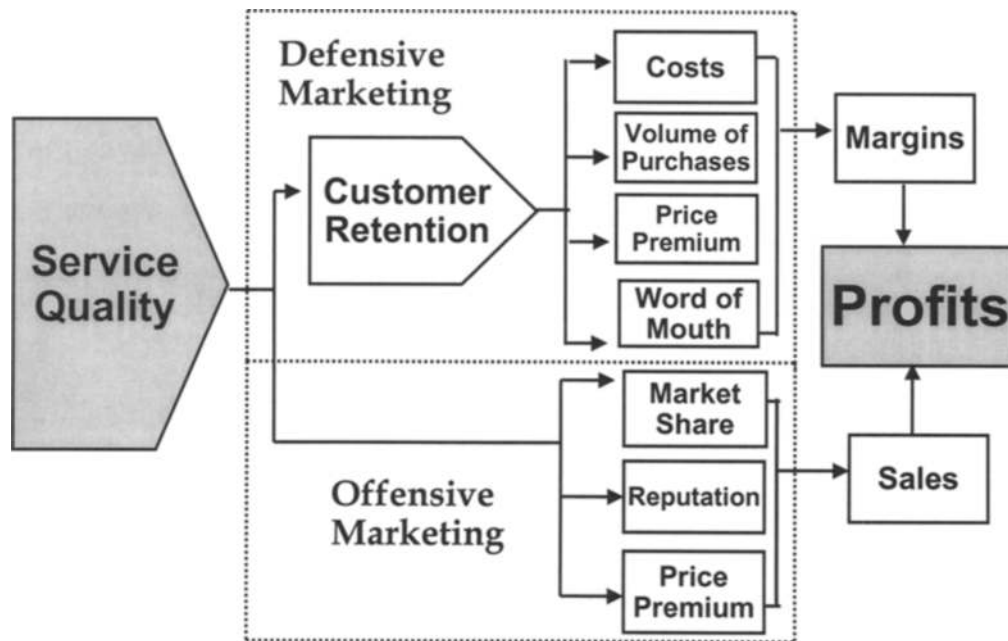 Defensive
Marketing
Service
Quality
Customer
Retention
Costs
Volume of
Purchases
Price
Premium
Word of
Mouth
Margins
Profits
Offensive
Marketing
Market
Share
Reputation
Price
Premium
Sales